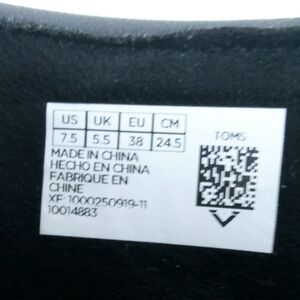 US UK EU CM
7.5 5.5 38 24.5
TOMS
MADE IN CHINA
HECHO EN CHINA
FABRIQUE EN
CHINE
XF: 1000250919-11
10014883